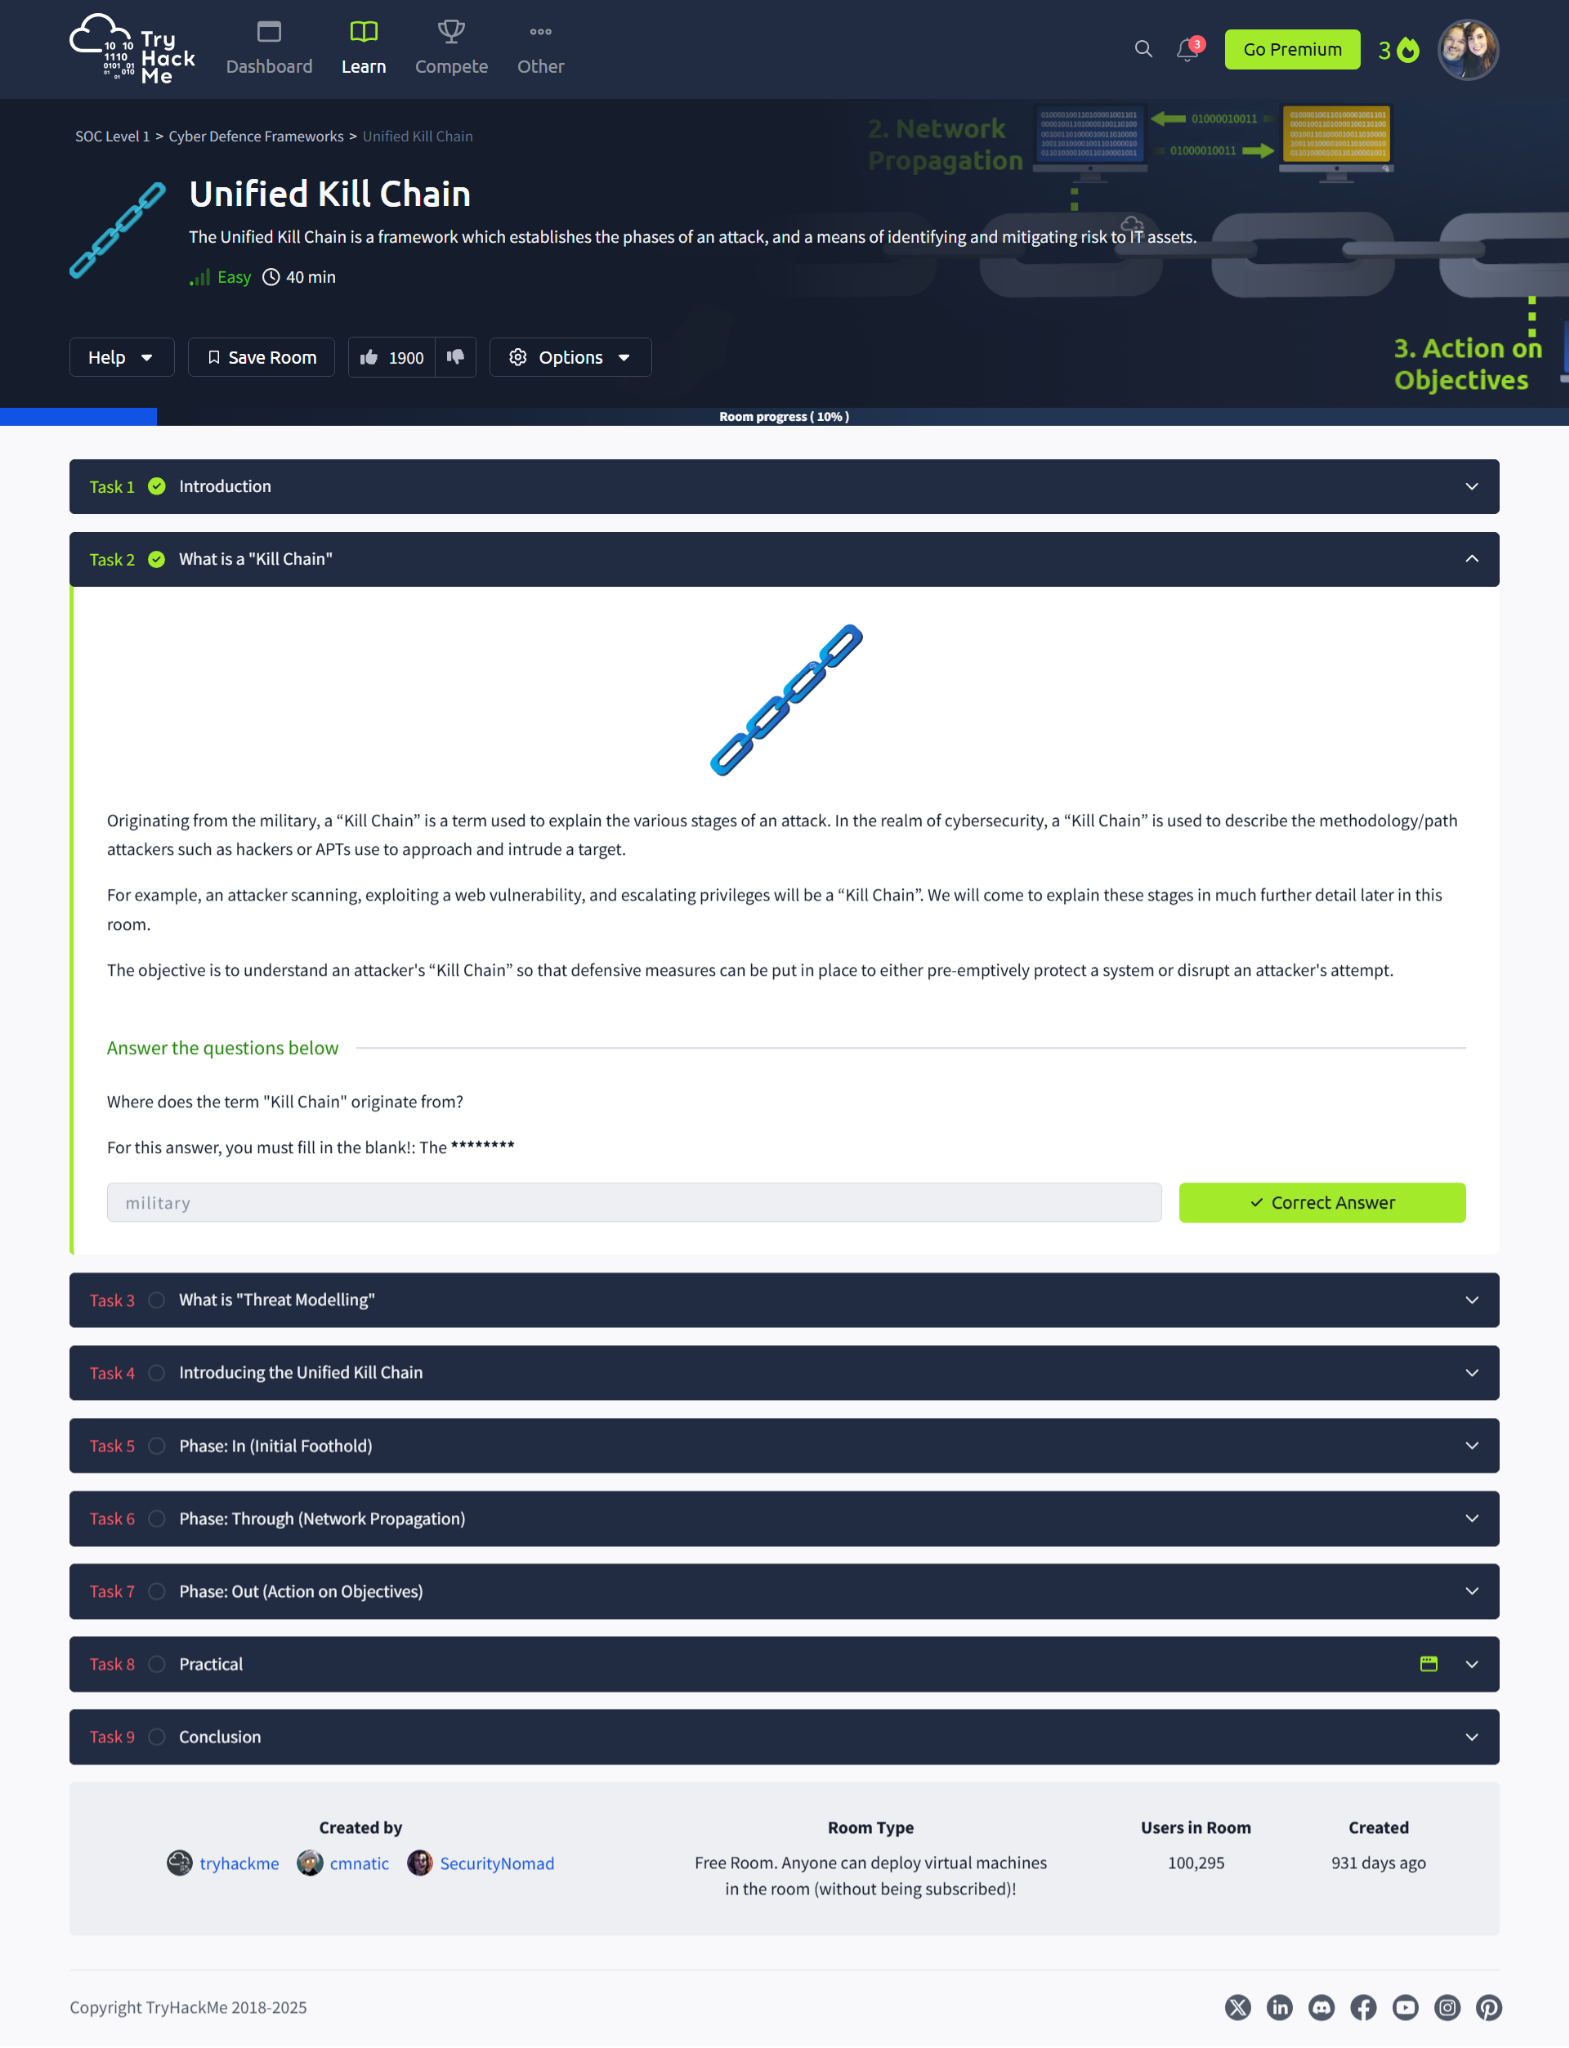 10 10
1110
0101 01
01 010
01
Try
Hack
Me
Dashboard
Learn
Compete
Other
3
Go Premium
3
SOC Level 1 > Cyber Defence Frameworks > Unified Kill Chain
2. Network
Propagation
01000010011
01000010011
Unified Kill Chain
The Unified Kill Chain is a framework which establishes the phases of an attack, and a means of identifying and mitigating risk to IT assets.
Easy 40 min
3. Action on
Objectives
Help
Save Room
1900
Options
Room progress ( 10% )
Task 1 Introduction
Task 2 What is a "Kill Chain"
Originating from the military, a “Kill Chain” is a term used to explain the various stages of an attack. In the realm of cybersecurity, a “Kill Chain” is used to describe the methodology/path
attackers such as hackers or APTs use to approach and intrude a target.
For example, an attacker scanning, exploiting a web vulnerability, and escalating privileges will be a “Kill Chain”. We will come to explain these stages in much further detail later in this
room.
The objective is to understand an attacker's “Kill Chain” so that defensive measures can be put in place to either pre-emptively protect a system or disrupt an attacker's attempt.
Answer the questions below
Where does the term "Kill Chain" originate from?
For this answer, you must fill in the blank!: The ********
military
Correct Answer
Task 3 What is "Threat Modelling"
Task 4 Introducing the Unified Kill Chain
Task 5 Phase: In (Initial Foothold)
Task 6 Phase: Through (Network Propagation)
Task 7 Phase: Out (Action on Objectives)
Task 8 Practical
Task 9 Conclusion
Created by
tryhackme cmnatic SecurityNomad
Room Type
Free Room. Anyone can deploy virtual machines
in the room (without being subscribed)!
Users in Room
100,295
Created
931 days ago
Copyright TryHackMe 2018-2025